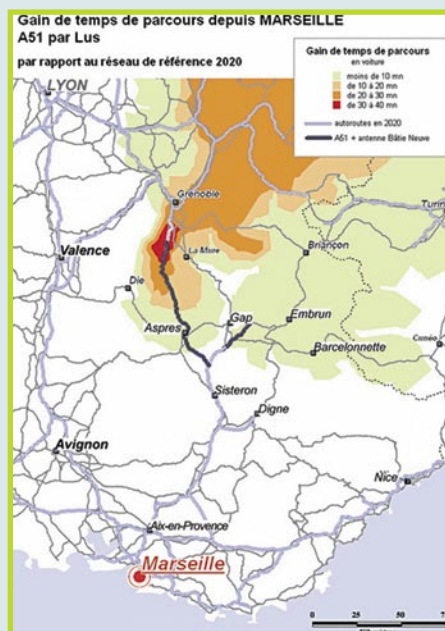 Gain de temps de parcours depuis MARSEILLE
A51 par Lus
par rapport au réseau de référence 2020
Gain de temps de parcours
en voiture
moins de 10 mn
de 10 à 20 mn
de 20 à 30 mn
de 30 à 40 mn
autoroutes en 2020
A51 + antenne Bâtie Neuve
LYON
Grenoble
Turin
Valence
La Mure
Briançon
Die
Gap
Embrun
Aspres
Barcelonnette
Cunéo
Sisteron
Digne
Avignon
Nice
Aix-en-Provence
Marseille
0 25 50